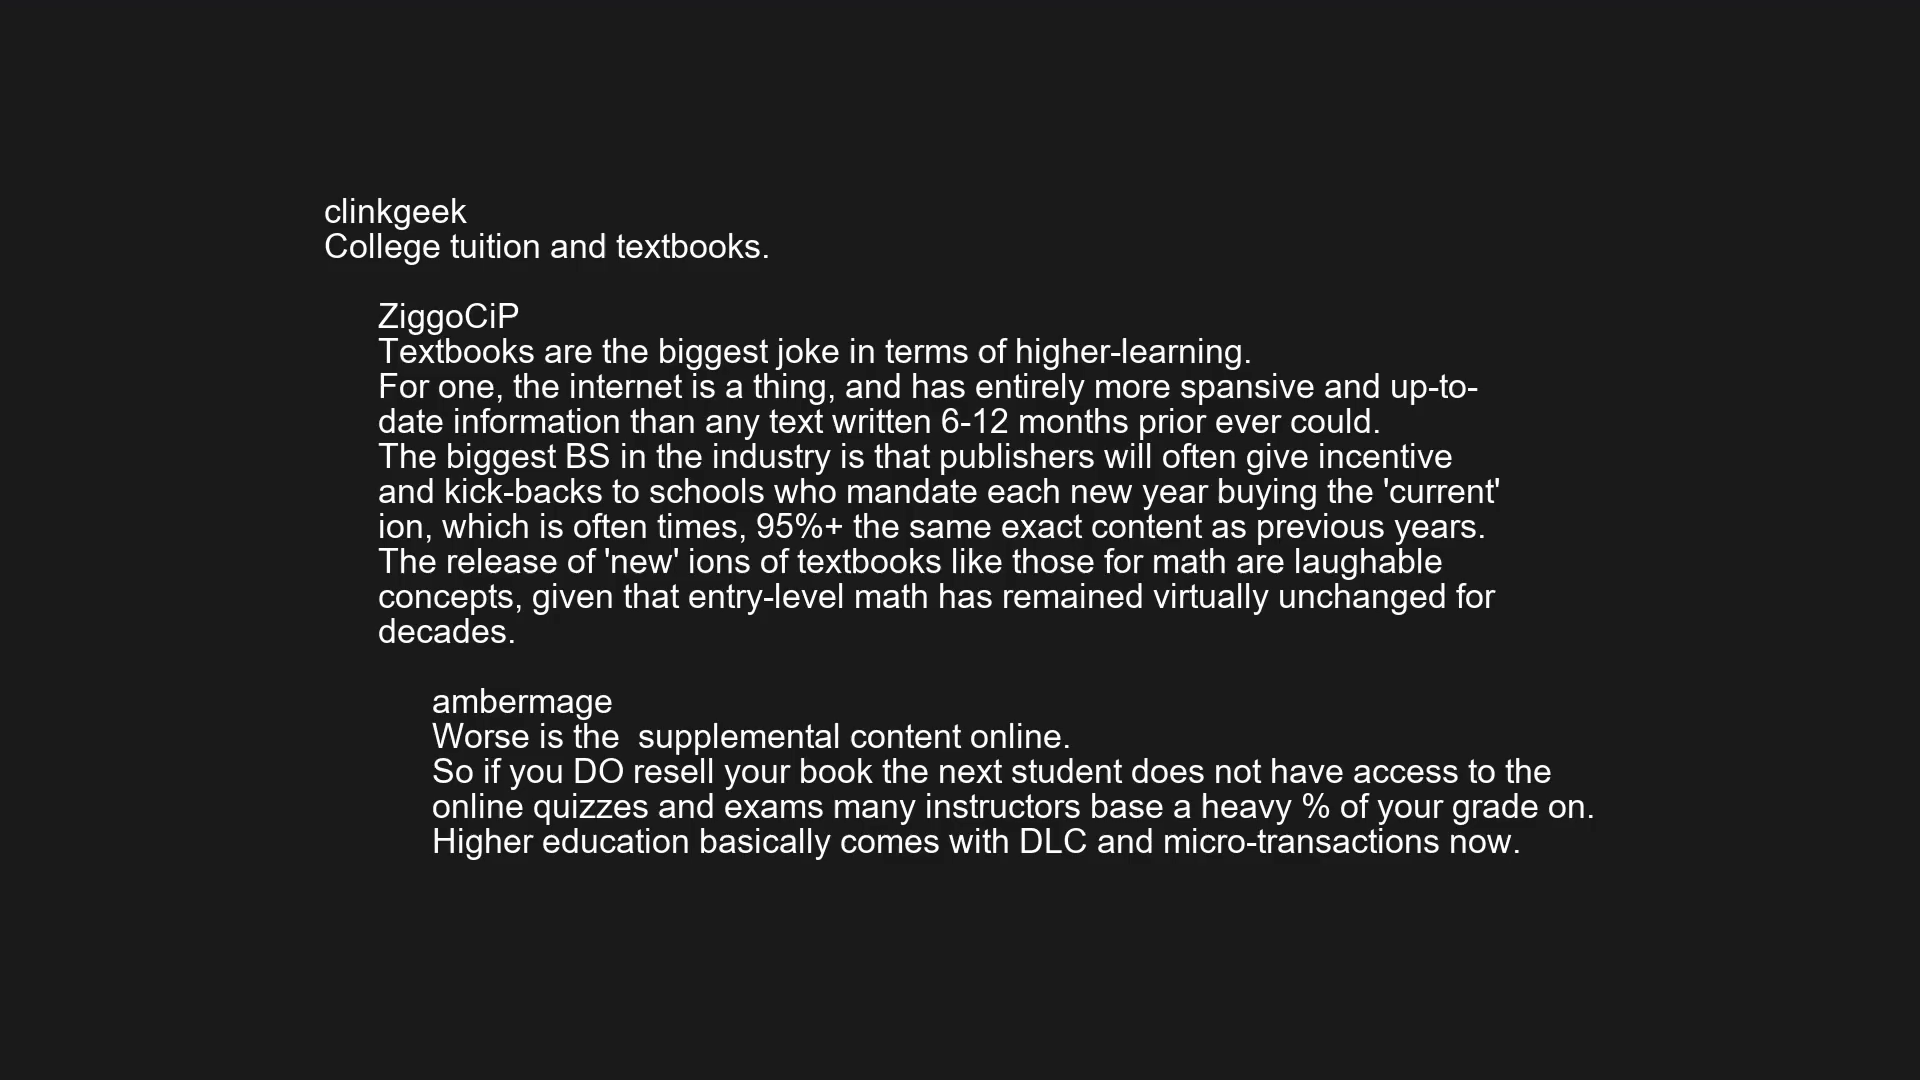 clinkgeek
College tuition and textbooks.
ZiggoCiP
Textbooks are the biggest joke in terms of higher-learning.
For one, the internet is a thing, and has entirely more spansive and up-to-
date information than any text written 6-12 months prior ever could.
The biggest BS in the industry is that publishers will often give incentive
and kick-backs to schools who mandate each new year buying the 'current'
ion, which is often times, 95%+ the same exact content as previous years.
The release of 'new' ions of textbooks like those for math are laughable
concepts, given that entry-level math has remained virtually unchanged for
decades.
ambermage
Worse is the  supplemental content online.
So if you DO resell your book the next student does not have access to the
online quizzes and exams many instructors base a heavy % of your grade on.
Higher education basically comes with DLC and micro-transactions now.